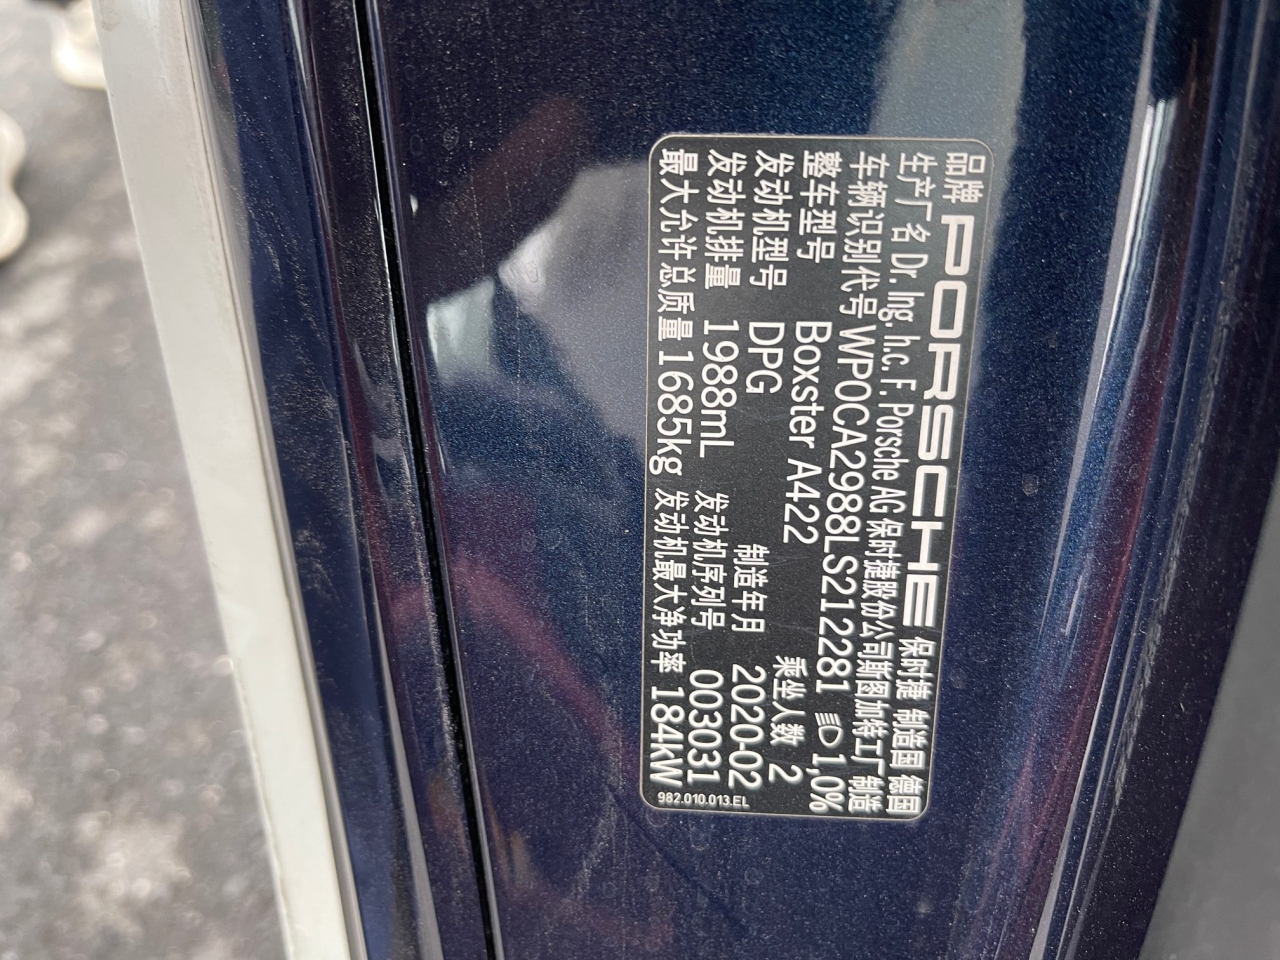 品牌 PORSCHE 保时捷 制造国 德国
生产厂名 Dr. Ing. h.c. F. Porsche AG 保时捷股份公司斯图加特工厂 制造
车辆识别代号 WP0CA2988LS212281 1,0%
整车型号 Boxster A422 乘坐人数 2
发动机型号 DPG 制造年月 2020-02
发动机排量 1988mL 发动机序列号 003031
最大允许总质量 1685kg 发动机最大净功率 184kW
982.010.013.EL